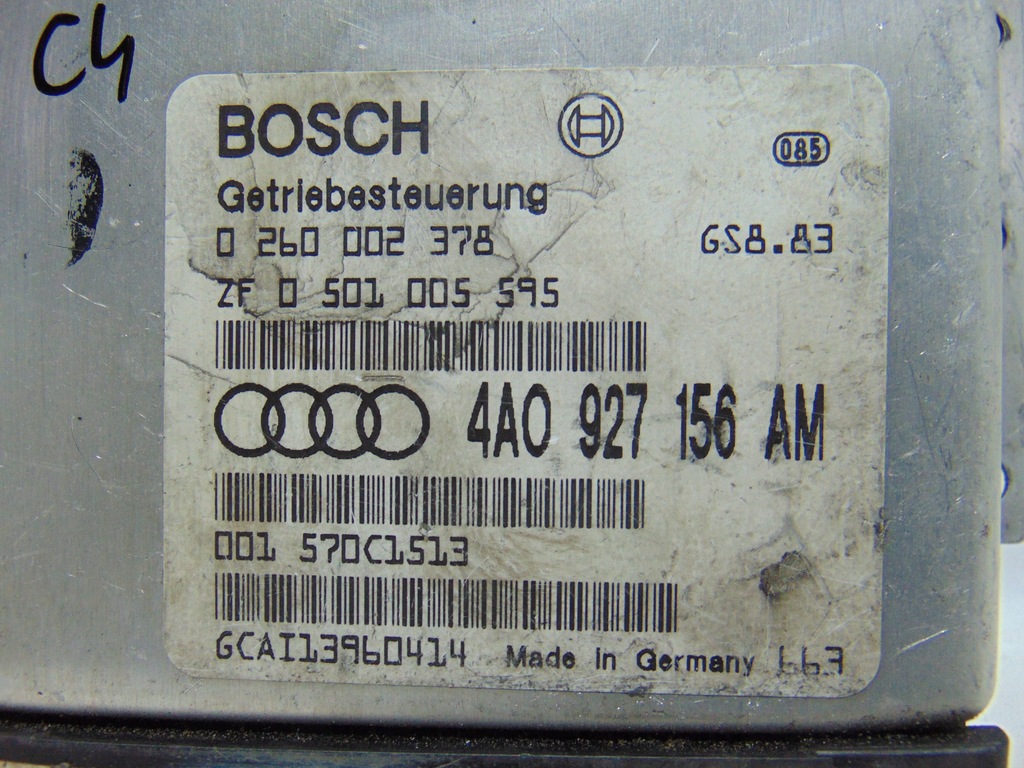 C4
BOSCH
085
Getriebesteuerung
0 260 002 378 GS8.83
ZF 0 501 005 595
4A0 927 156 AM
001 570C1513
GCAI13960414 Made in Germany 663